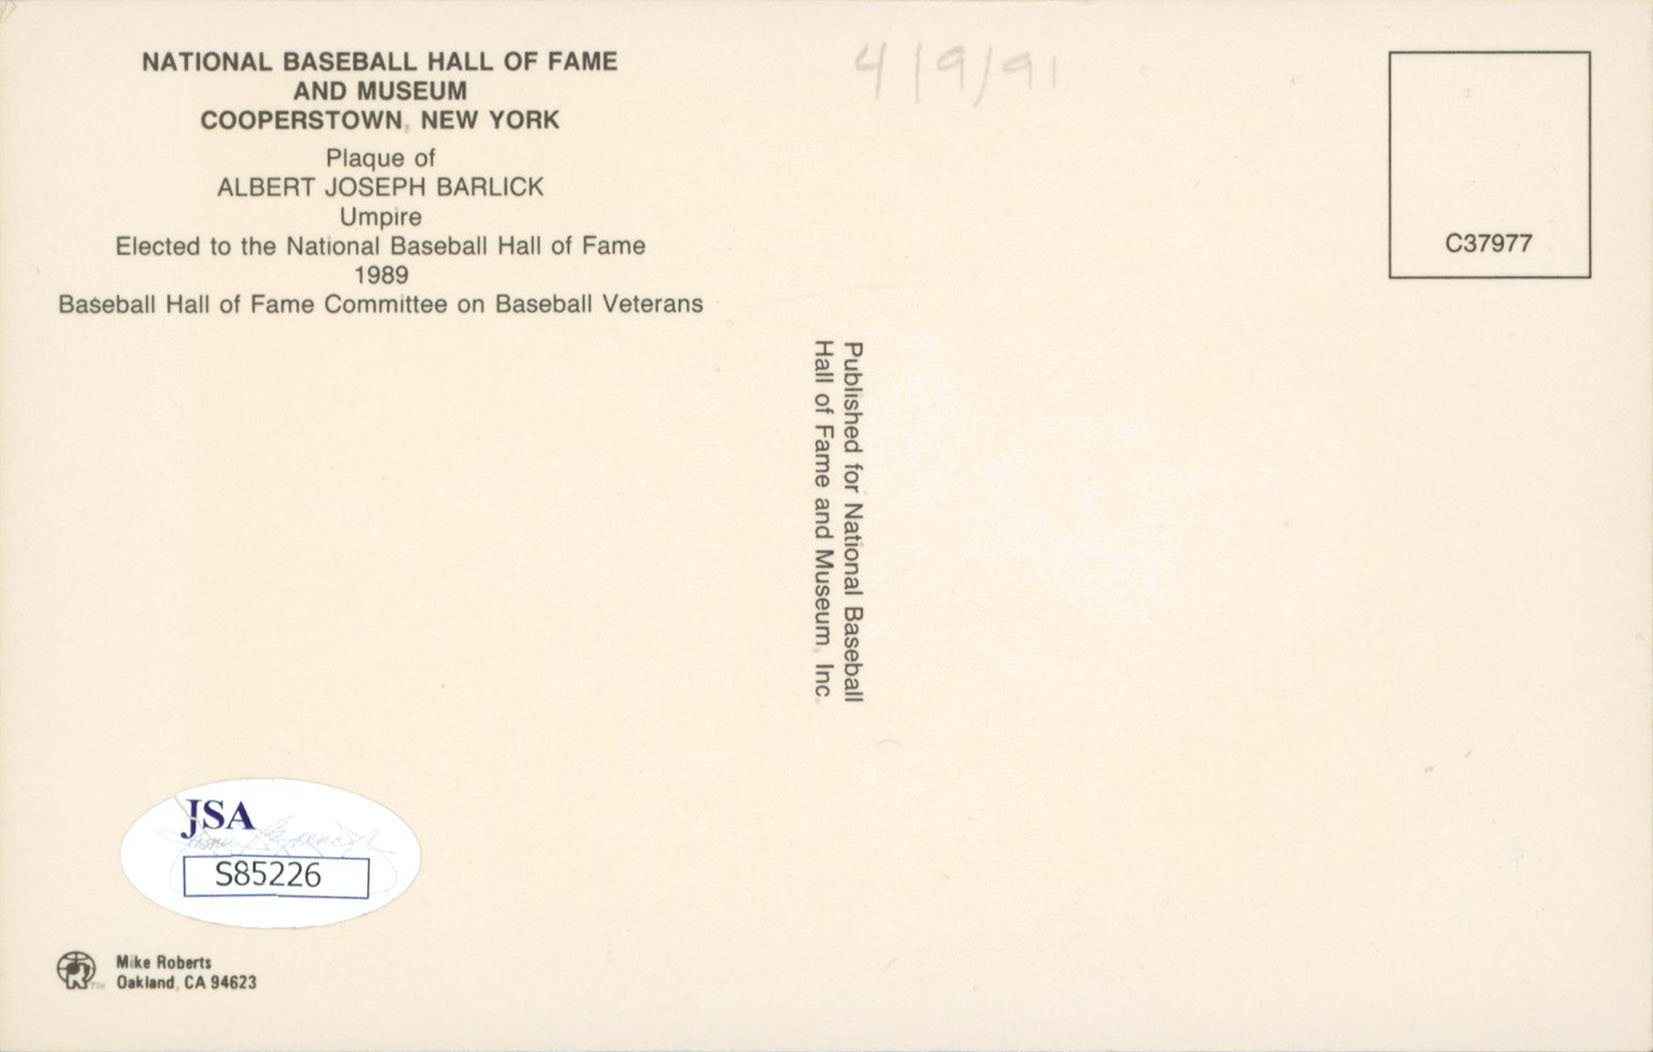 NATIONAL BASEBALL HALL OF FAME
AND MUSEUM
COOPERSTOWN, NEW YORK
Plaque of
ALBERT JOSEPH BARLICK
Umpire
Elected to the National Baseball Hall of Fame
1989
Baseball Hall of Fame Committee on Baseball Veterans
4/9/91
C37977
Published for National Baseball
Hall of Fame and Museum, Inc.
JSA
S85226
Mike Roberts
Oakland, CA 94623